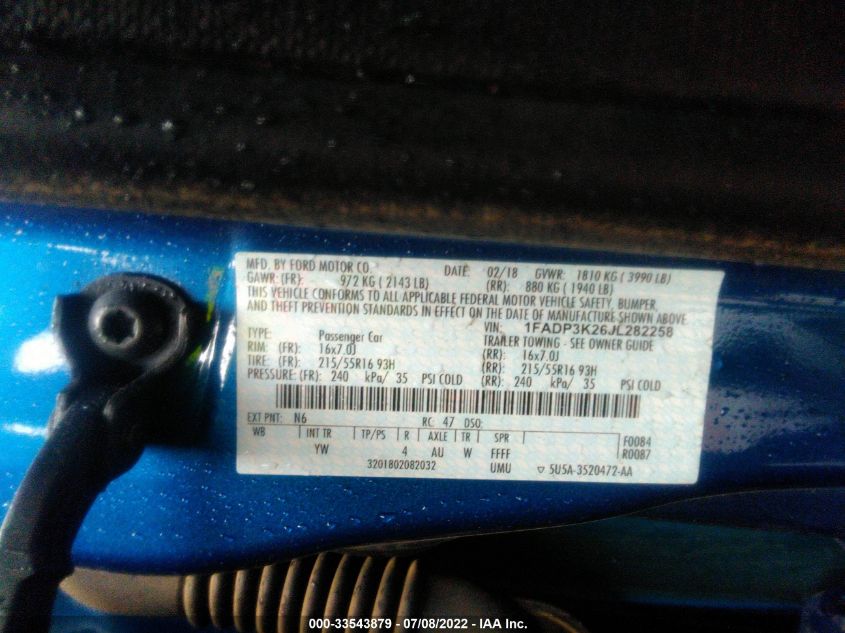 MFD. BY FORD MOTOR CO. DATE: 02/18 GVWR: 1810 KG ( 3990 LB)
GAWR: (FR): 972 KG ( 2143 LB) (RR): 880 KG ( 1940 LB)
THIS VEHICLE CONFORMS TO ALL APPLICABLE FEDERAL MOTOR VEHICLE SAFETY, BUMPER,
AND THEFT PREVENTION STANDARDS IN EFFECT ON THE DATE OF MANUFACTURE SHOWN ABOVE.
VIN: 1FADP3K26JL282258
TYPE: Passenger Car TRAILER TOWING - SEE OWNER GUIDE
RIM: (FR): 16x7.0J (RR): 16x7.0J
TIRE: (FR): 215/55R16 93H (RR): 215/55R16 93H
PRESSURE: (FR): 240 kPa/ 35 PSI COLD (RR): 240 kPa/ 35 PSI COLD
EXT PNT: N6 RC: 47 DSO:
WB INT TR TP/PS R AXLE TR SPR F0084
YW 4 AU W FFFF R0087
3201802082032 UMU 5U5A-3520472-AA
000-33543879 - 07/08/2022 - IAA Inc.